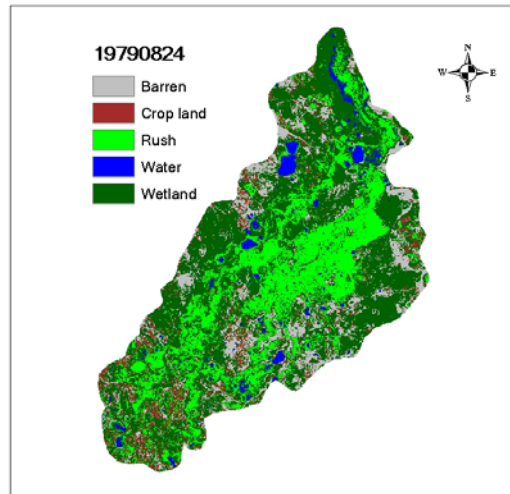 19790824
Barren
Crop land
Rush
Water
Wetland
N
W E
S